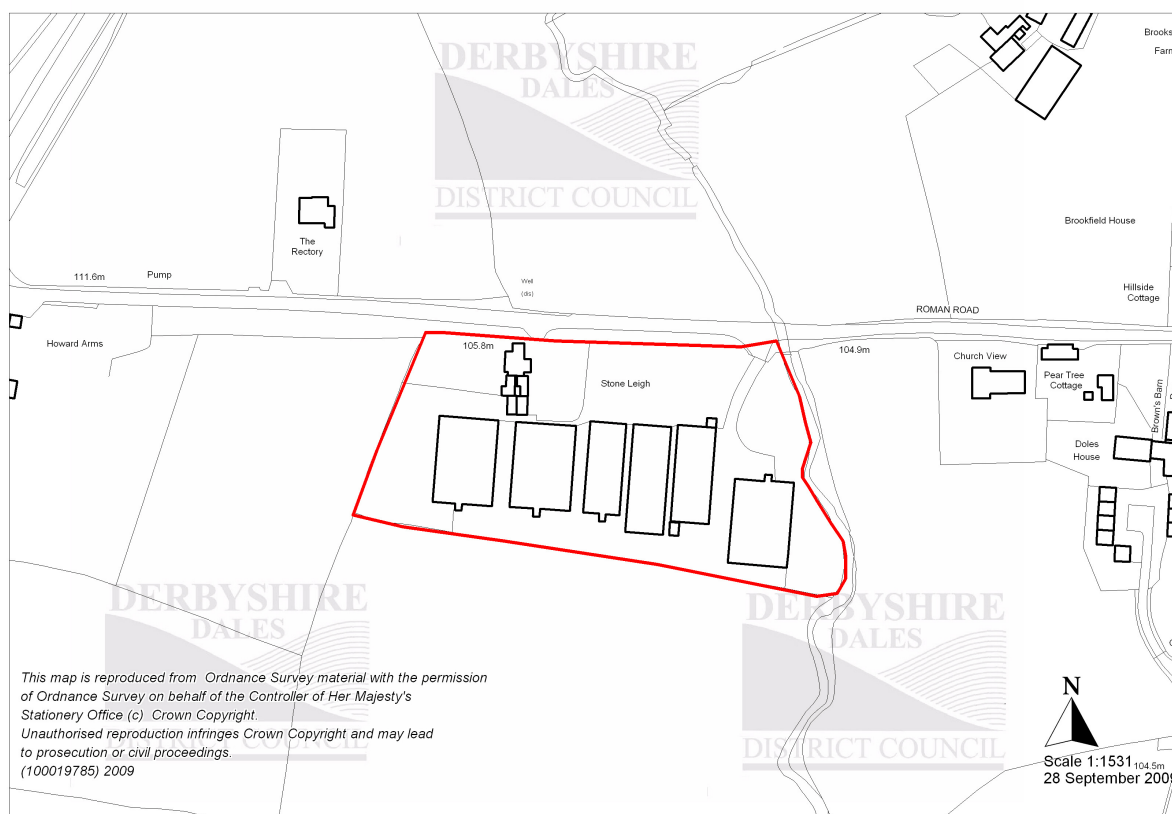 DERBYSHIRE
DALES
DISTRICT COUNCIL
Brooks
Farm
The
Rectory
Brookfield House
111.6m
Pump
Well
(dis)
Hillside
Cottage
ROMAN ROAD
Howard Arms
105.8m
104.9m
Church View
Stone Leigh
Pear Tree
Cottage
Brown's Barn
Doles
House
DERBYSHIRE
DALES
DISTRICT COUNCIL
DERBYSHIRE
DALES
DISTRICT COUNCIL
This map is reproduced from Ordnance Survey material with the permission
of Ordnance Survey on behalf of the Controller of Her Majesty's
Stationery Office (c) Crown Copyright.
Unauthorised reproduction infringes Crown Copyright and may lead
to prosecution or civil proceedings.
(100019785) 2009
N
Scale 1:1531
104.5m
28 September 2009